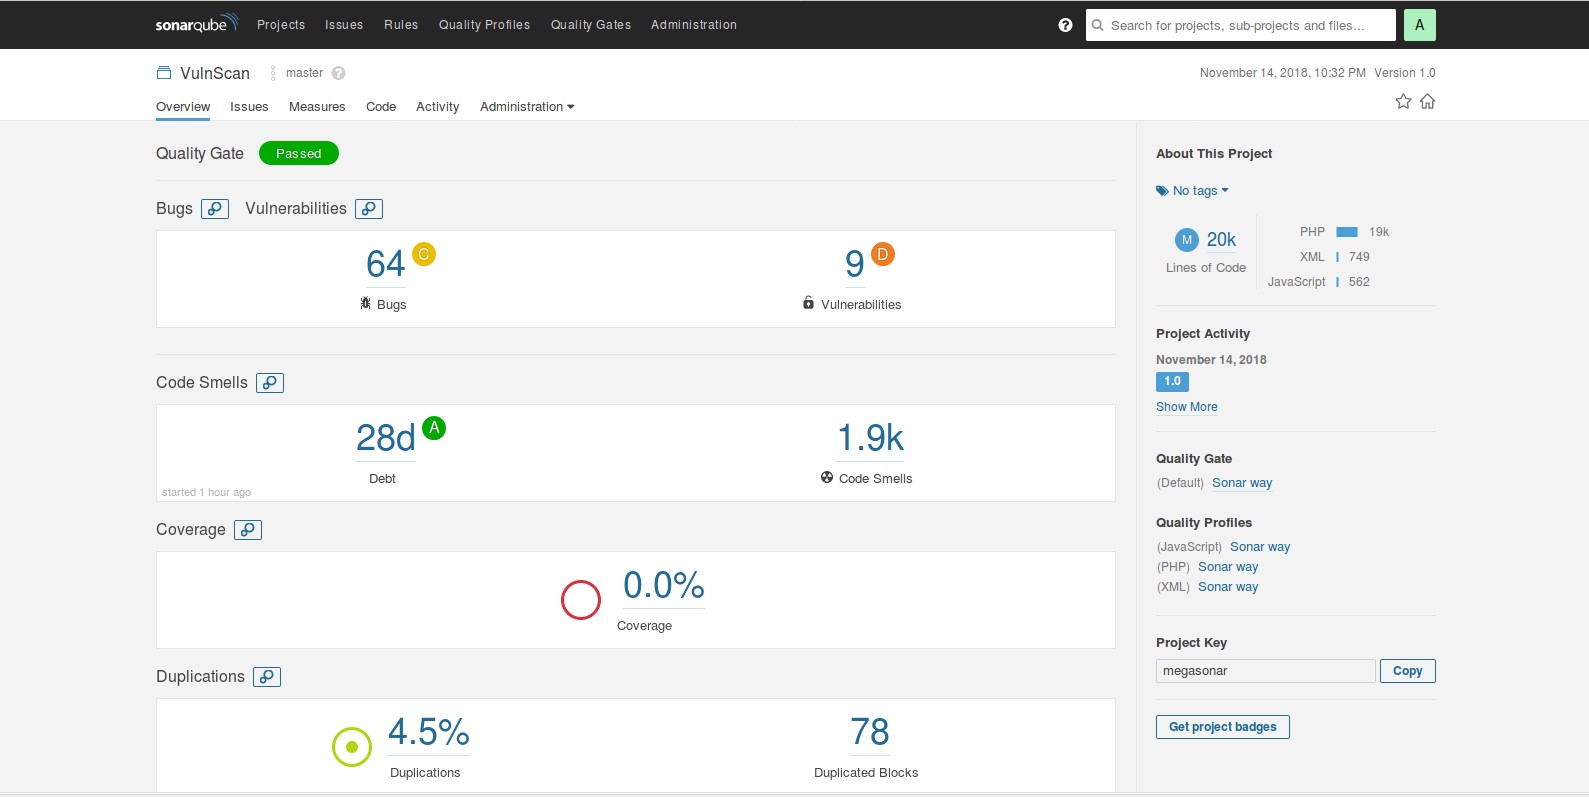 sonarqube Projects Issues Rules Quality Profiles Quality Gates Administration ? Search for projects, sub-projects and files... A
VulnScan master ? November 14, 2018, 10:32 PM Version 1.0
Overview Issues Measures Code Activity Administration
Quality Gate Passed
Bugs Vulnerabilities
64 C 9 D
Bugs Vulnerabilities
Code Smells
28d A 1.9k
Debt Code Smells
started 1 hour ago
Coverage
0.0%
Coverage
Duplications
4.5% 78
Duplications Duplicated Blocks
About This Project
No tags
M 20k
Lines of Code
PHP 19k
XML 749
JavaScript 562
Project Activity
November 14, 2018
1.0
Show More
Quality Gate
(Default) Sonar way
Quality Profiles
(JavaScript) Sonar way
(PHP) Sonar way
(XML) Sonar way
Project Key
megasonar Copy
Get project badges